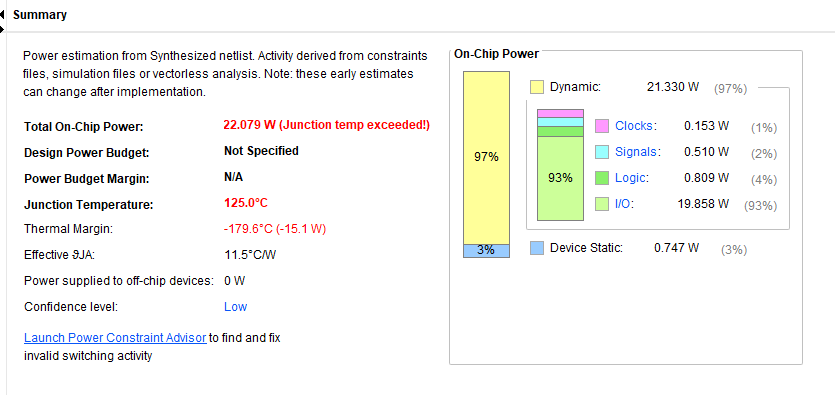 Summary
Power estimation from Synthesized netlist. Activity derived from constraints
files, simulation files or vectorless analysis. Note: these early estimates
can change after implementation.
Total On-Chip Power: 22.079 W (Junction temp exceeded!)
Design Power Budget: Not Specified
Power Budget Margin: N/A
Junction Temperature: 125.0°C
Thermal Margin: -179.6°C (-15.1 W)
Effective ϑJA: 11.5°C/W
Power supplied to off-chip devices: 0 W
Confidence level: Low
Launch Power Constraint Advisor to find and fix
invalid switching activity
On-Chip Power
97%
3%
Dynamic: 21.330 W (97%)
93%
Clocks: 0.153 W (1%)
Signals: 0.510 W (2%)
Logic: 0.809 W (4%)
I/O: 19.858 W (93%)
Device Static: 0.747 W (3%)